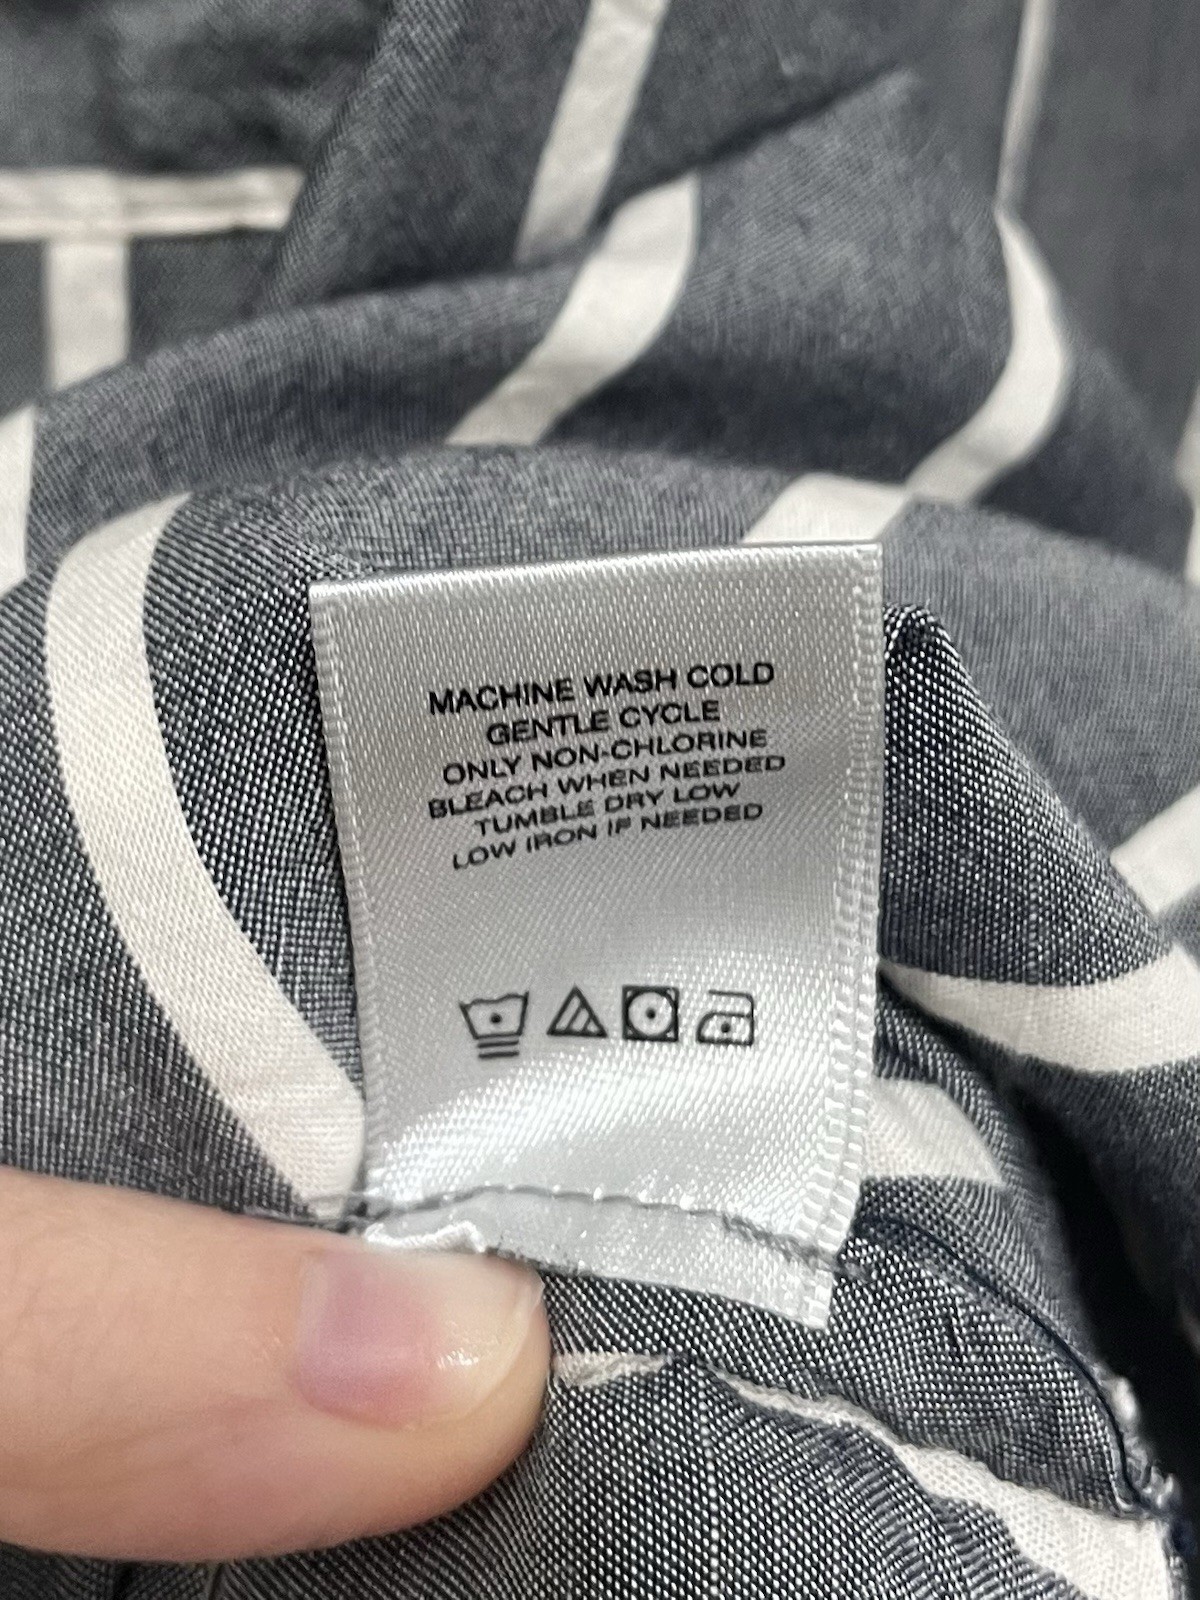 MACHINE WASH COLD
GENTLE CYCLE
ONLY NON-CHLORINE
BLEACH WHEN NEEDED
TUMBLE DRY LOW
LOW IRON IF NEEDED